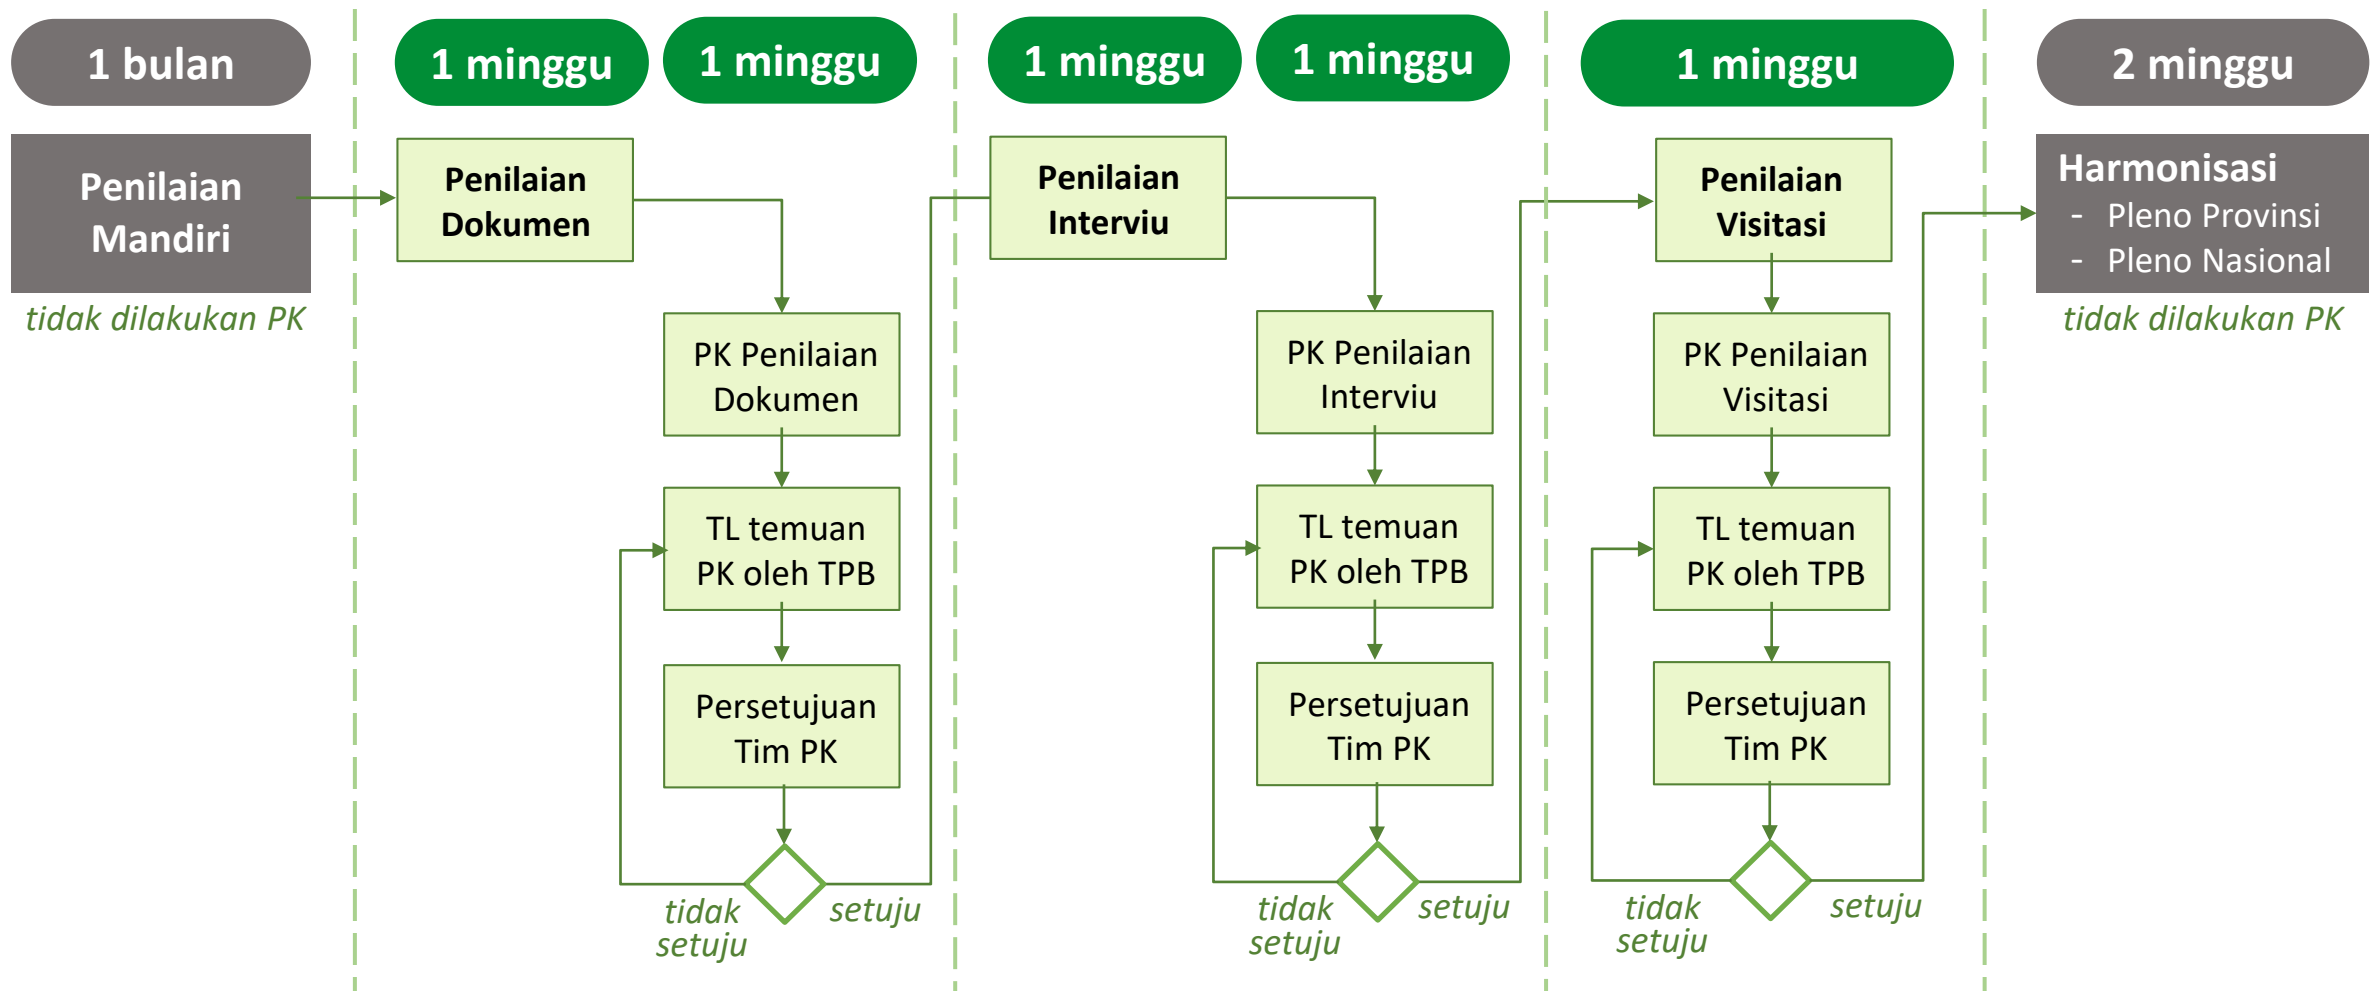 1 bulan
1 minggu
1 minggu
1 minggu
1 minggu
1 minggu
2 minggu
Penilaian
Mandiri
tidak dilakukan PK
Penilaian
Dokumen
PK Penilaian
Dokumen
TL temuan
PK oleh TPB
Persetujuan
Tim PK
tidak
setuju
setuju
Penilaian
Interviu
PK Penilaian
Interviu
TL temuan
PK oleh TPB
Persetujuan
Tim PK
tidak
setuju
setuju
Penilaian
Visitasi
PK Penilaian
Visitasi
TL temuan
PK oleh TPB
Persetujuan
Tim PK
tidak
setuju
setuju
Harmonisasi
- Pleno Provinsi
- Pleno Nasional
tidak dilakukan PK